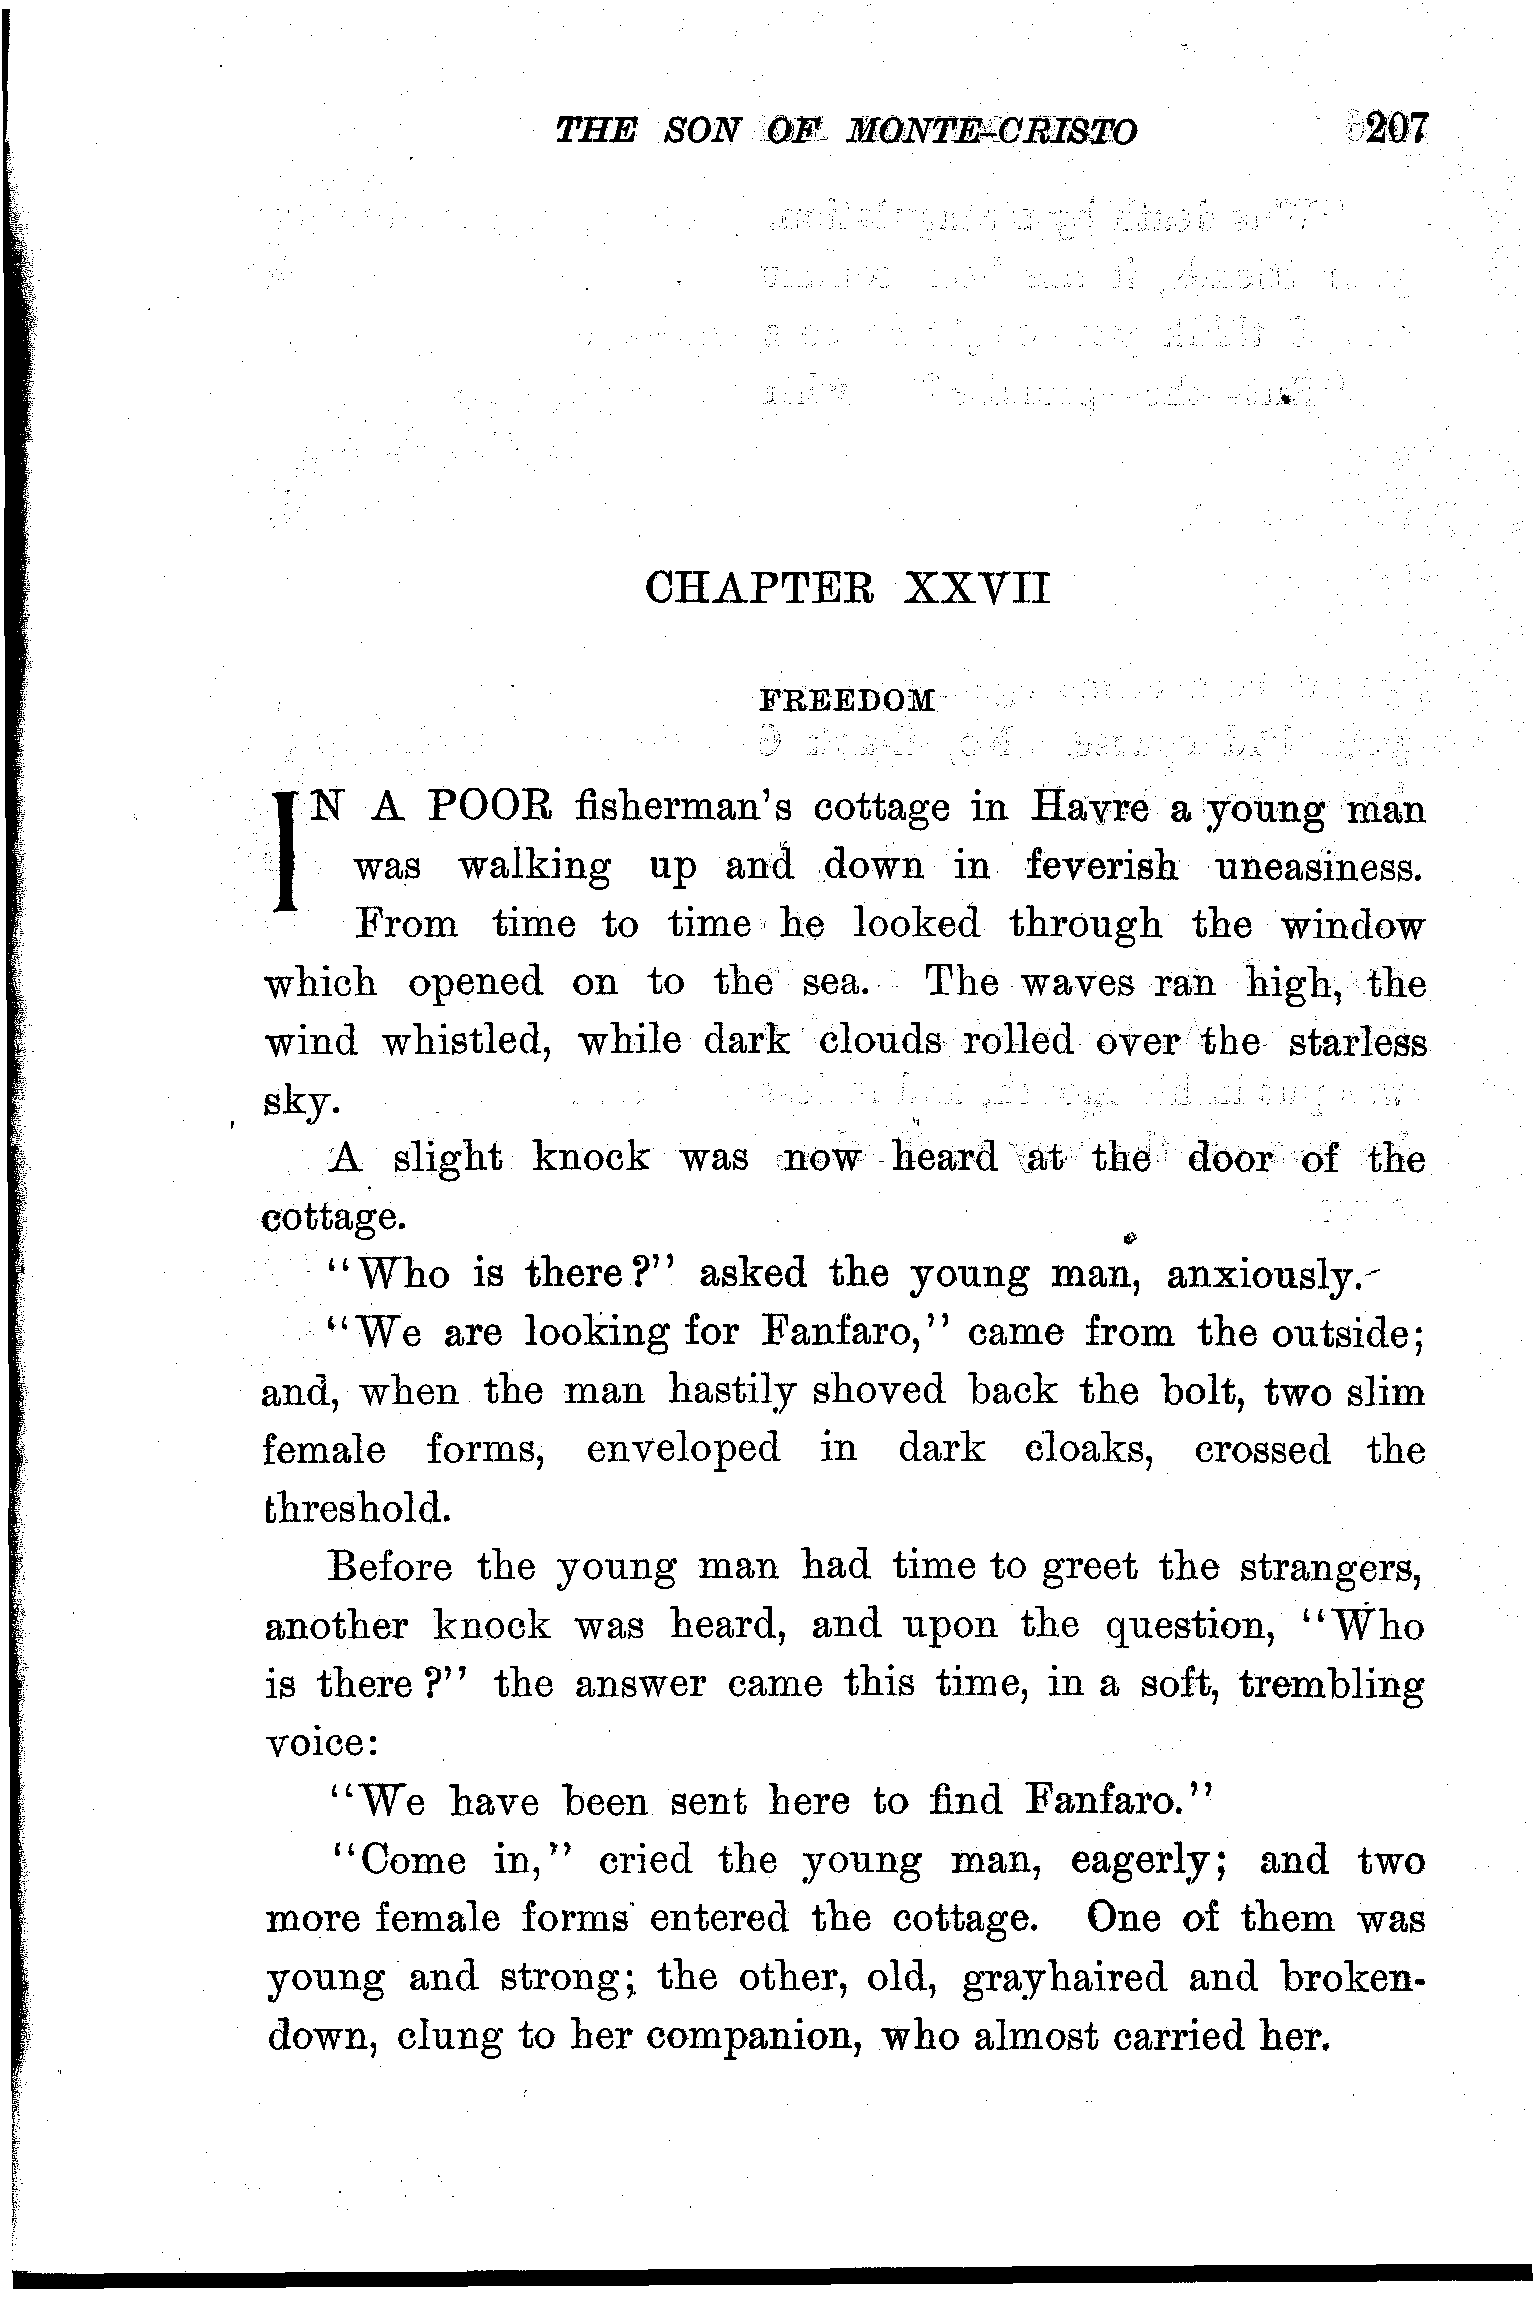 THE SON OF MONTE-CRISTO 207
CHAPTER XXVII
FREEDOM
IN A POOR fisherman's cottage in Havre a young man
was walking up and down in feverish uneasiness.
From time to time he looked through the window
which opened on to the sea. The waves ran high, the
wind whistled, while dark clouds rolled over the starless
sky.
A slight knock was now heard at the door of the
cottage.
"Who is there?" asked the young man, anxiously.
"We are looking for Fanfaro," came from the outside;
and, when the man hastily shoved back the bolt, two slim
female forms, enveloped in dark cloaks, crossed the
threshold.
Before the young man had time to greet the strangers,
another knock was heard, and upon the question, "Who
is there?" the answer came this time, in a soft, trembling
voice:
"We have been sent here to find Fanfaro."
"Come in," cried the young man, eagerly; and two
more female forms entered the cottage. One of them was
young and strong; the other, old, grayhaired and broken-
down, clung to her companion, who almost carried her.